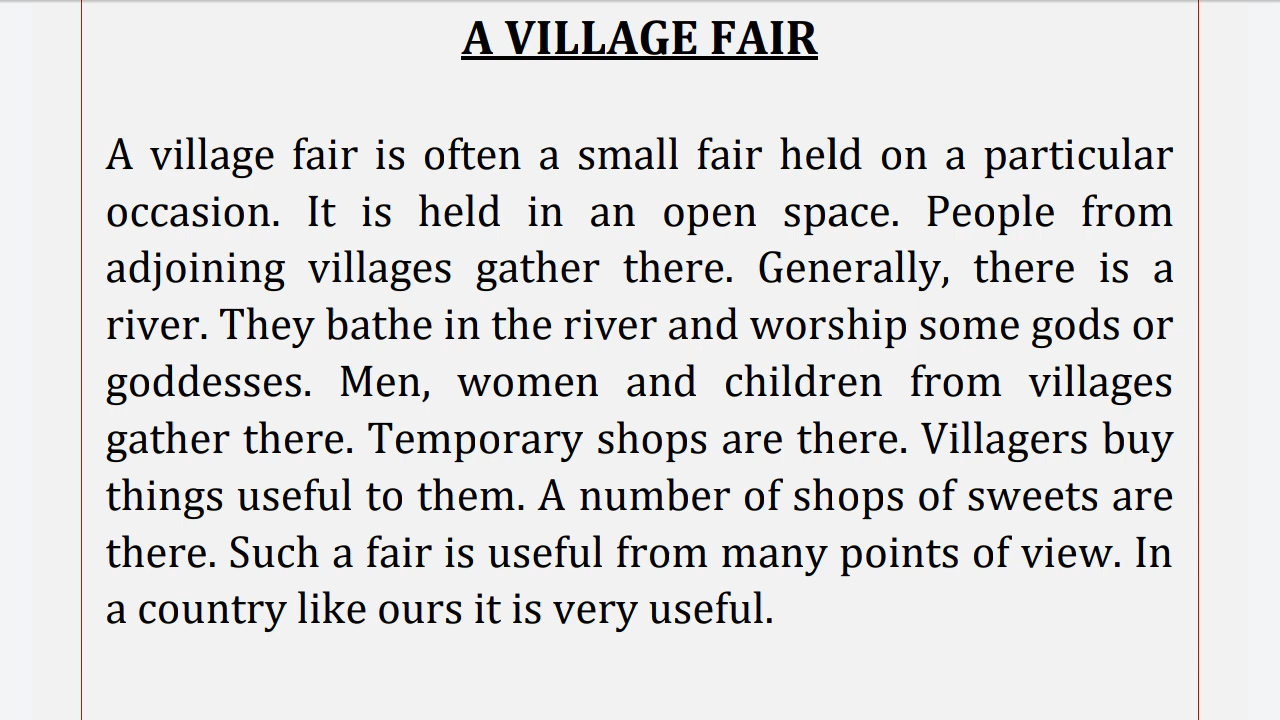 A VILLAGE FAIR
A village fair is often a small fair held on a particular
occasion. It is held in an open space. People from
adjoining villages gather there. Generally, there is a
river. They bathe in the river and worship some gods or
goddesses. Men, women and children from villages
gather there. Temporary shops are there. Villagers buy
things useful to them. A number of shops of sweets are
there. Such a fair is useful from many points of view. In
a country like ours it is very useful.